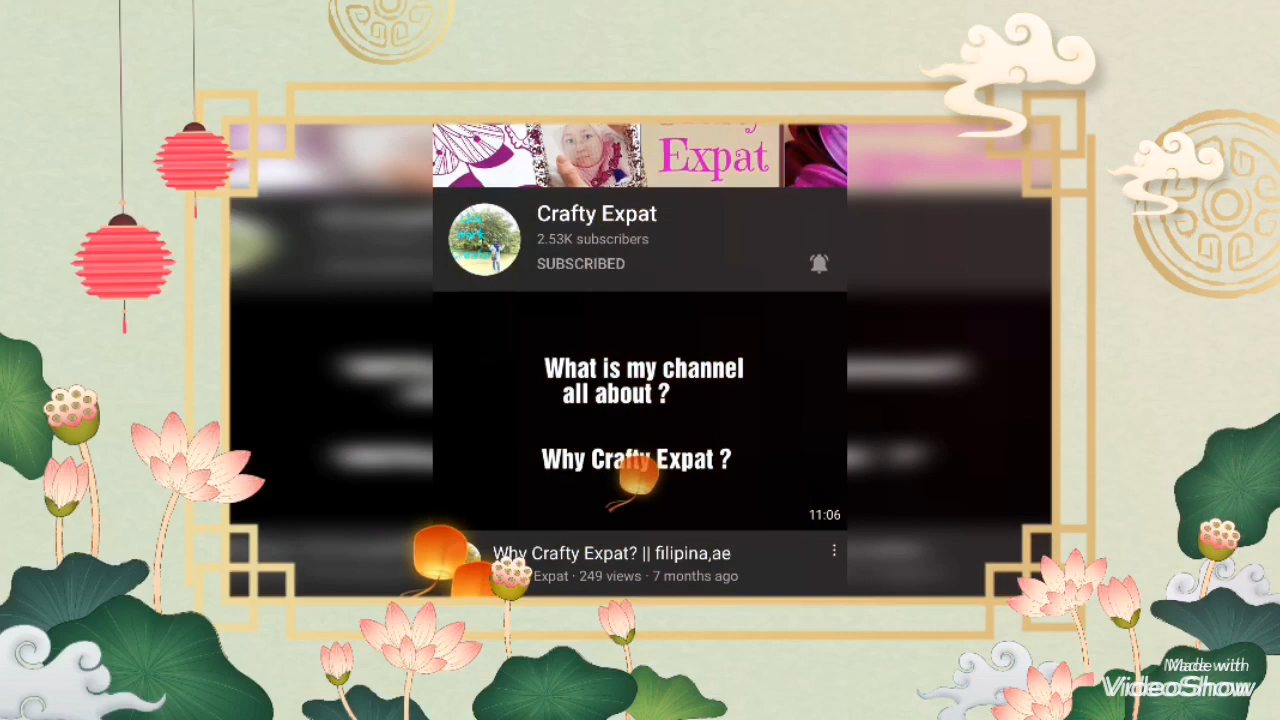 Expat
Crafty Expat
2.53K subscribers
SUBSCRIBED
What is my channel
all about ?
Why Crafty Expat ?
11:06
Why Crafty Expat? || filipina,ae
Expat · 249 views · 7 months ago
Made with
VideoShow